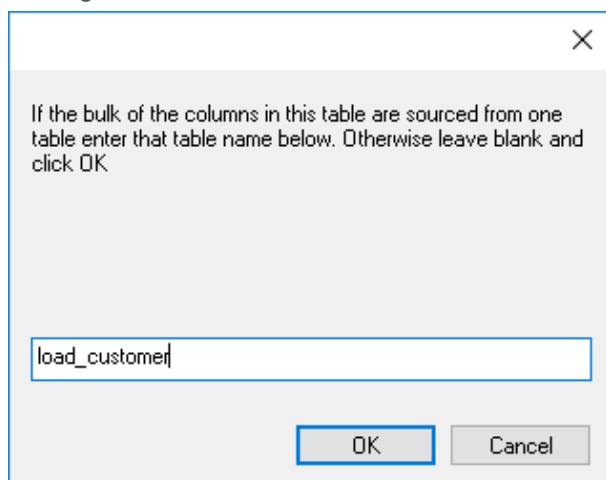 If the bulk of the columns in this table are sourced from one
table enter that table name below. Otherwise leave blank and
click OK
load_customer
OK Cancel